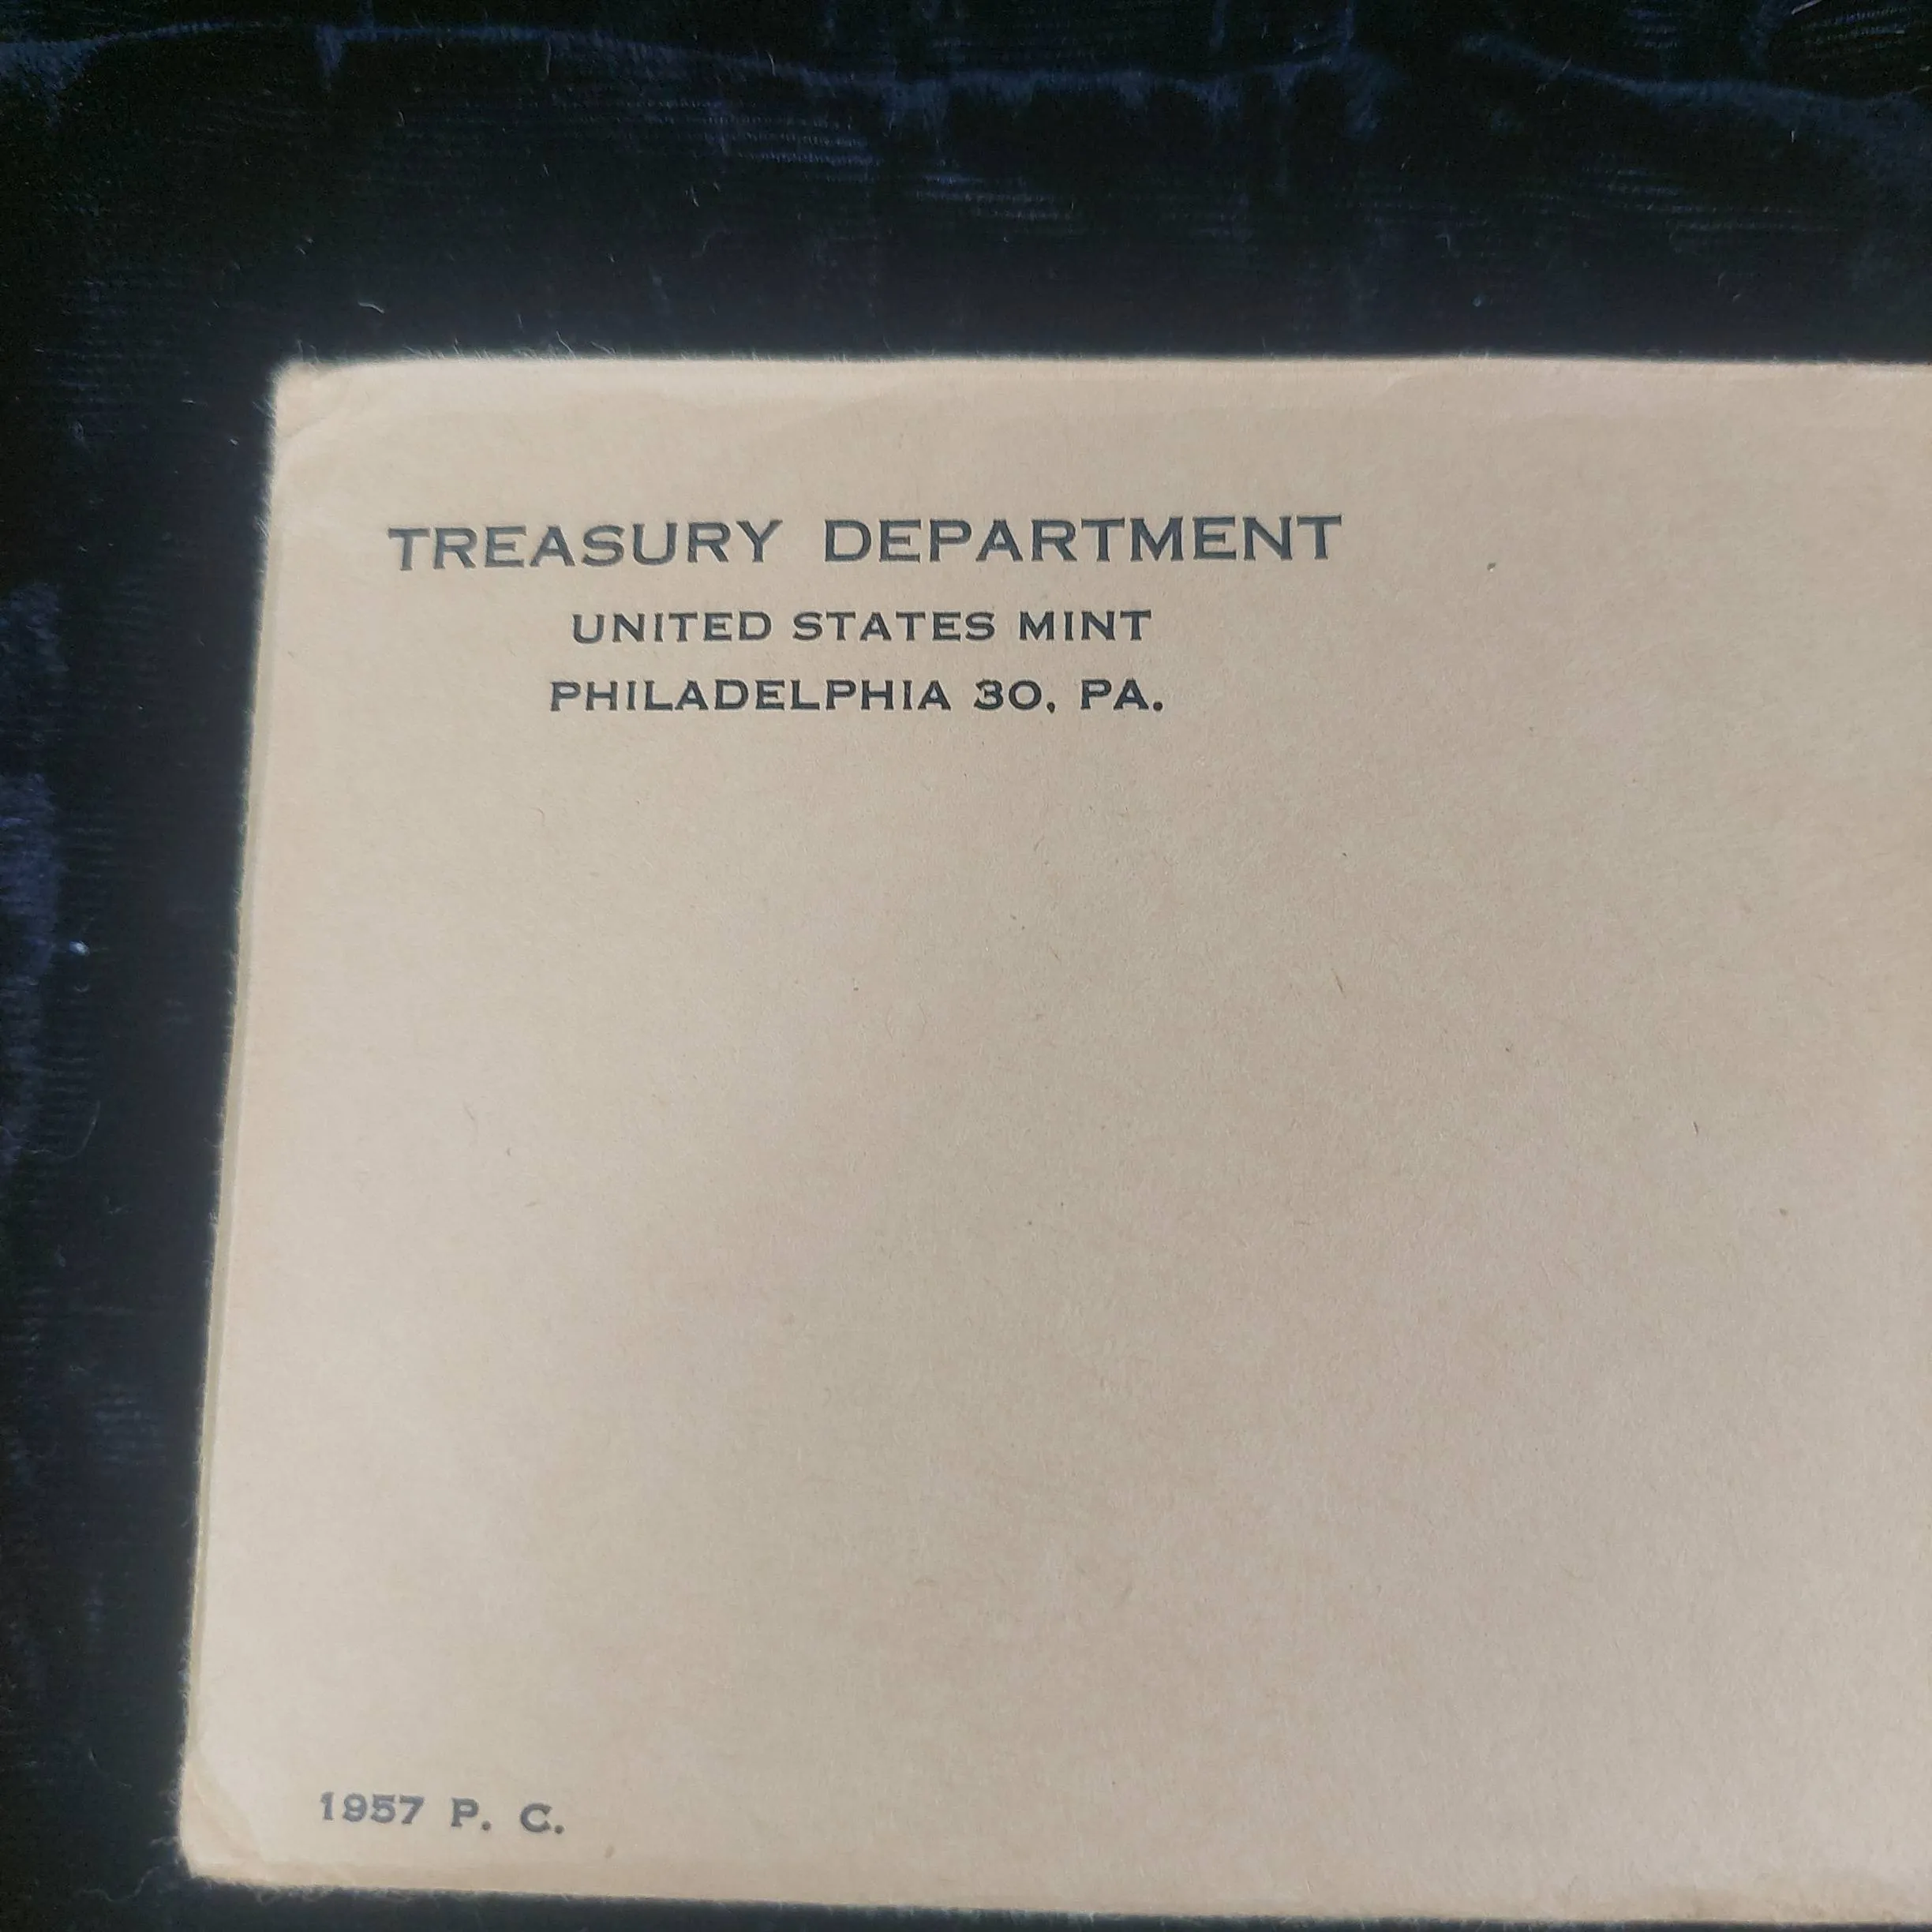 TREASURY DEPARTMENT
UNITED STATES MINT
PHILADELPHIA 30, PA.
1957 P. C.